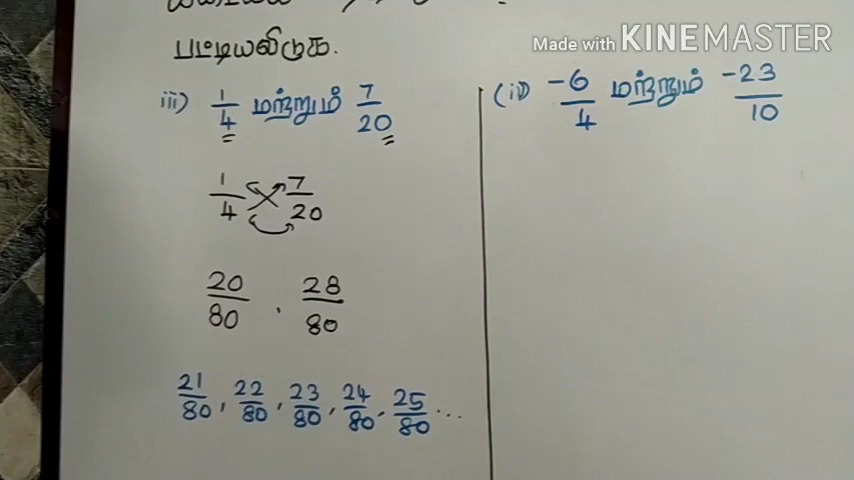 பட்டியலிடுக.
Made with KINEMASTER
iii) 1/4 மற்றும் 7/20
1/4 7/20
20/80 , 28/80
21/80, 22/80, 23/80, 24/80, 25/80 ...
(iv) -6/4 மற்றும் -23/10